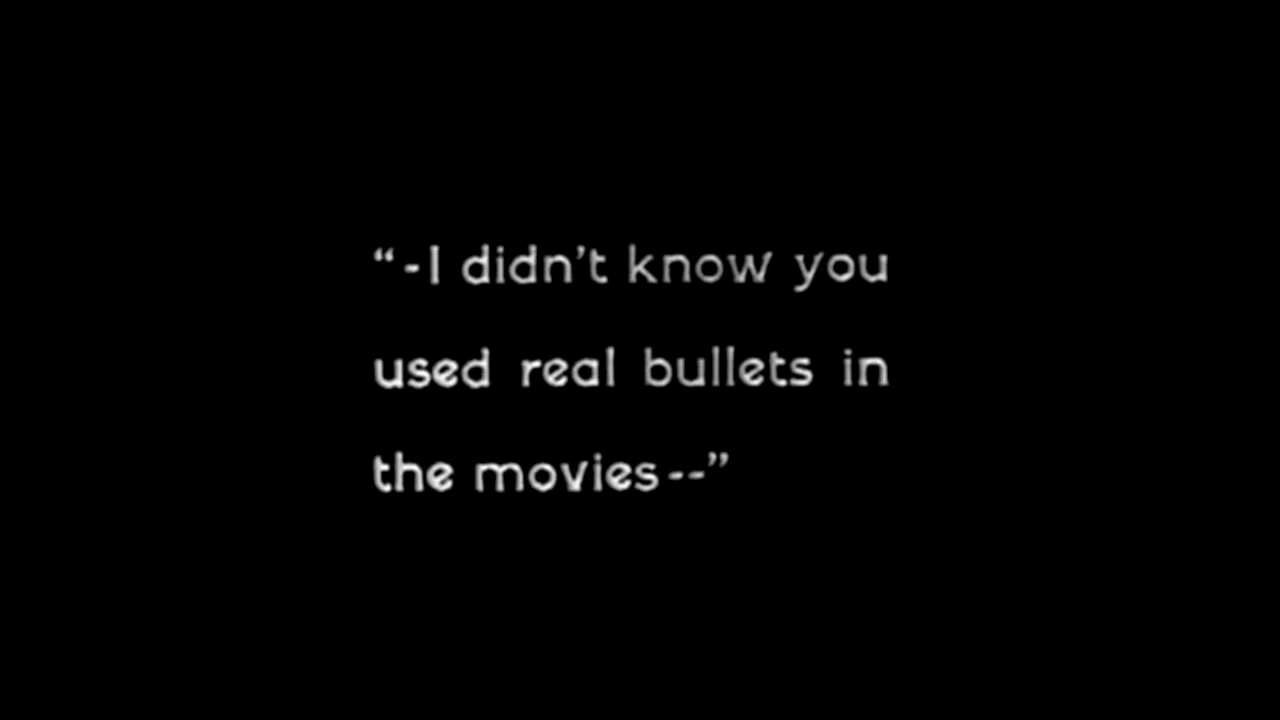 “-I didn’t know you
used real bullets in
the movies--”